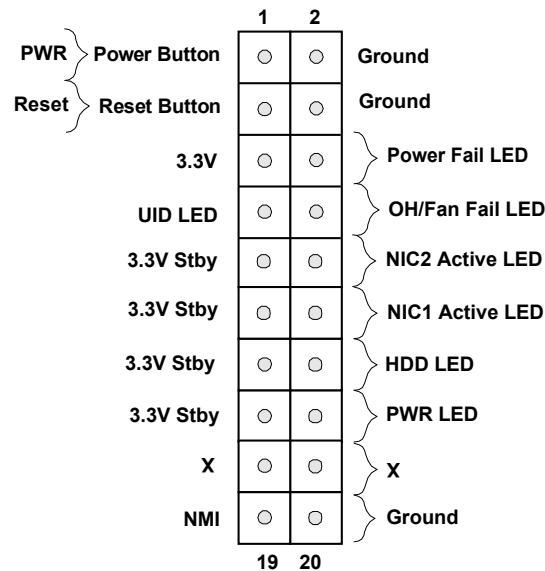 1 2
PWR Power Button Ground
Reset Reset Button Ground
3.3V Power Fail LED
UID LED OH/Fan Fail LED
3.3V Stby NIC2 Active LED
3.3V Stby NIC1 Active LED
3.3V Stby HDD LED
3.3V Stby PWR LED
X X
NMI Ground
19 20